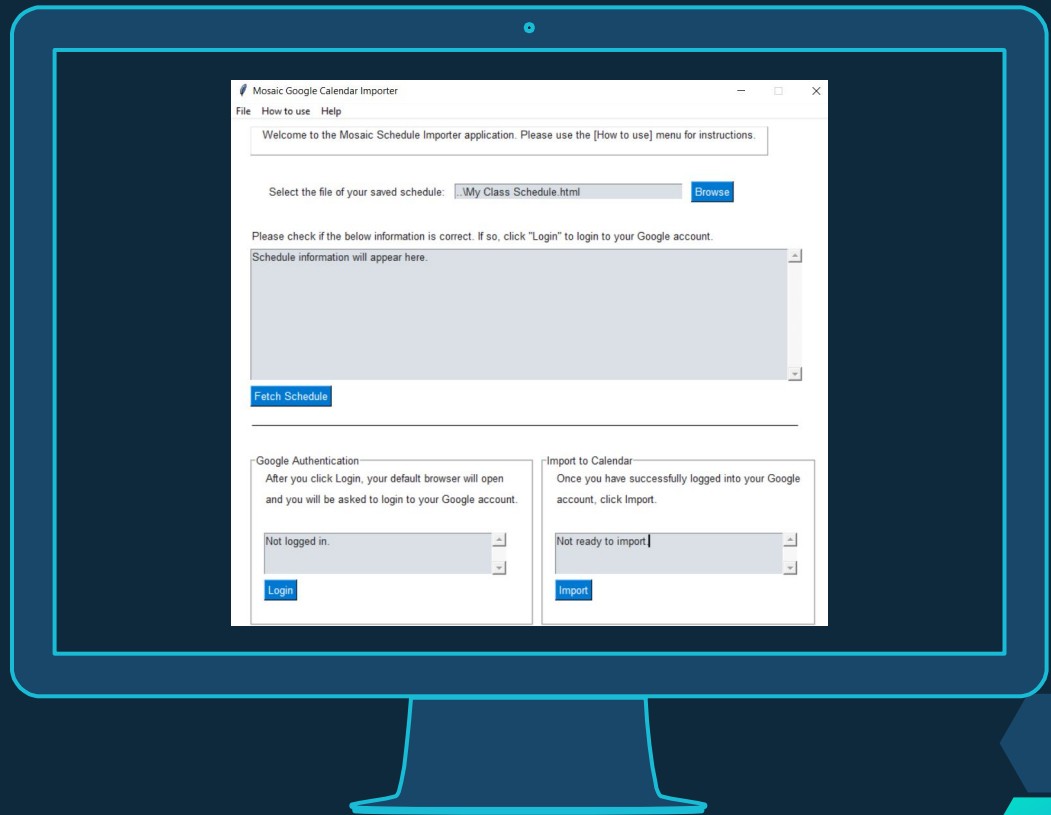 Mosaic Google Calendar Importer
File How to use Help
Welcome to the Mosaic Schedule Importer application. Please use the [How to use] menu for instructions.
Select the file of your saved schedule: ..\My Class Schedule.html Browse
Please check if the below information is correct. If so, click "Login" to login to your Google account.
Schedule information will appear here.
Fetch Schedule
Google Authentication
After you click Login, your default browser will open
and you will be asked to login to your Google account.
Not logged in.
Login
Import to Calendar
Once you have successfully logged into your Google
account, click Import.
Not ready to import.
Import